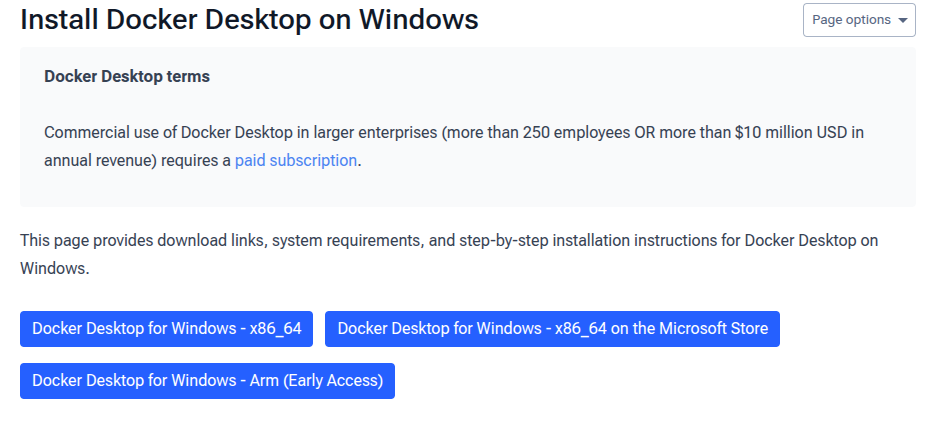 Install Docker Desktop on Windows
Page options
Docker Desktop terms
Commercial use of Docker Desktop in larger enterprises (more than 250 employees OR more than $10 million USD in
annual revenue) requires a paid subscription.
This page provides download links, system requirements, and step-by-step installation instructions for Docker Desktop on
Windows.
Docker Desktop for Windows - x86_64
Docker Desktop for Windows - x86_64 on the Microsoft Store
Docker Desktop for Windows - Arm (Early Access)